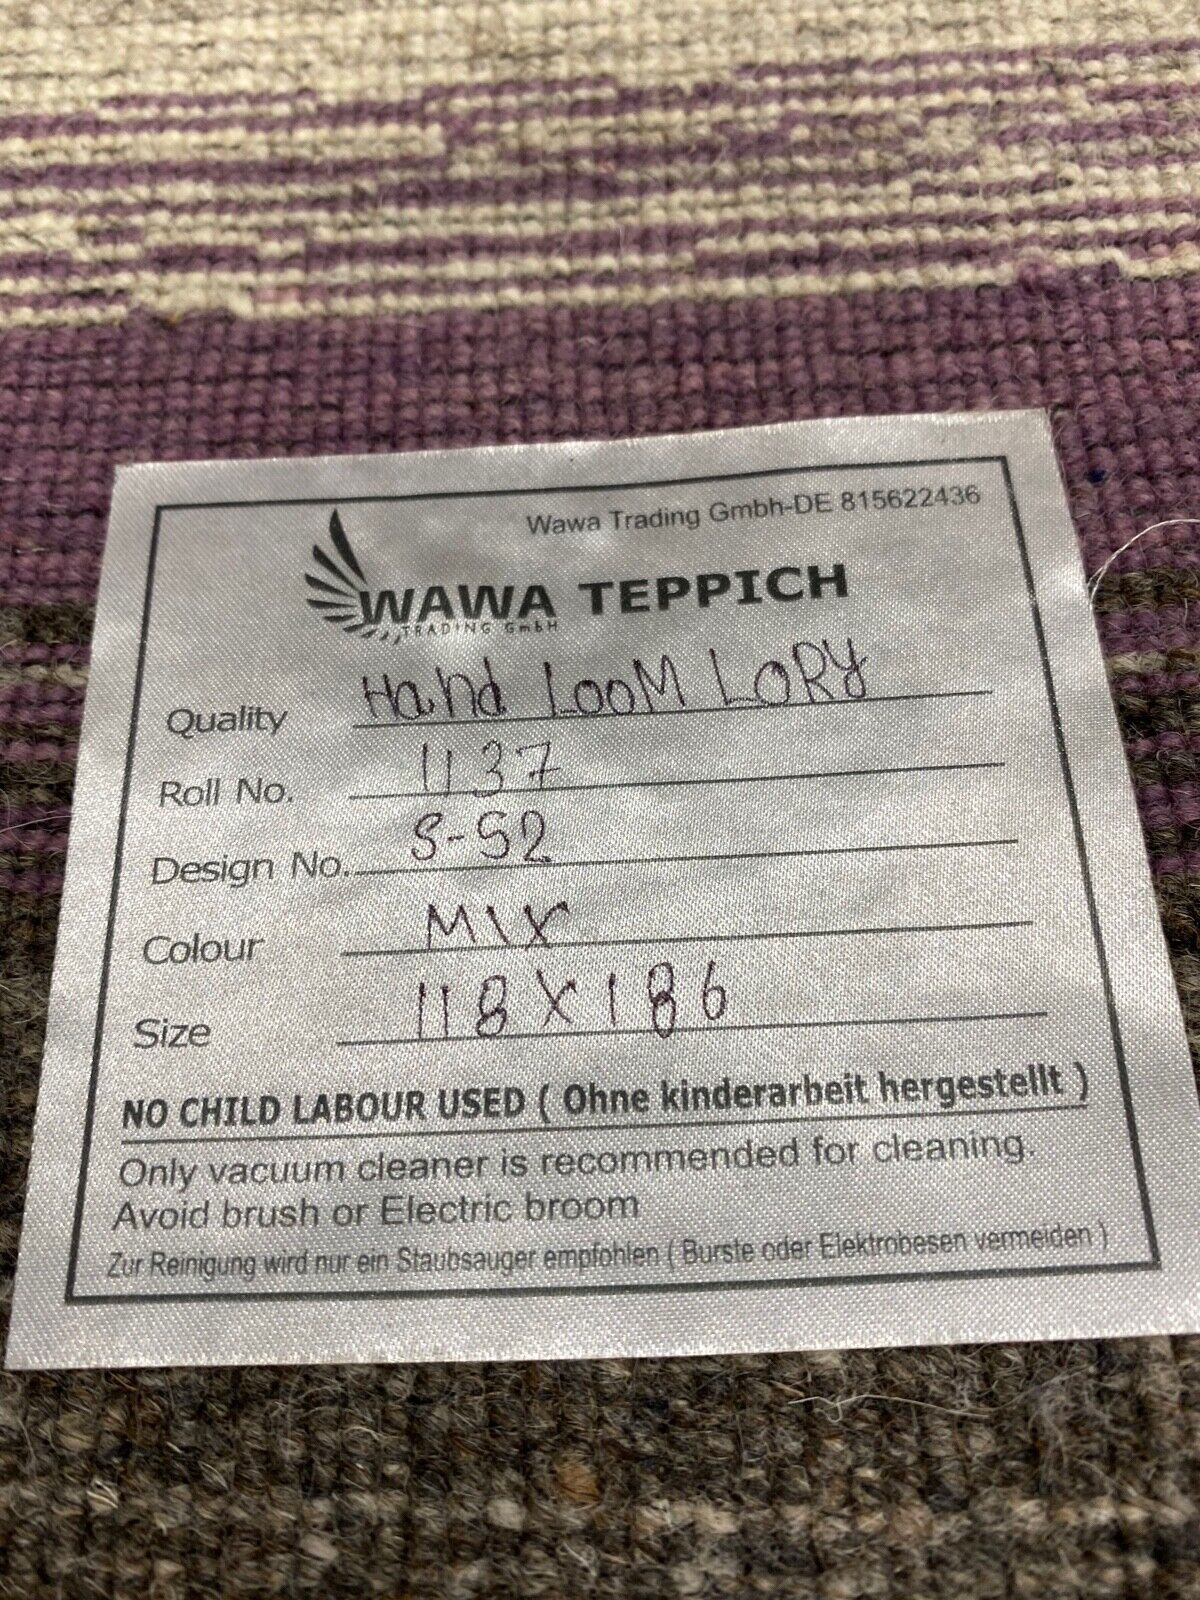 Wawa Trading Gmbh-DE 815622436
WAWA TEPPICH
TRADING GmbH
Quality Hand LooM LoRy
Roll No. 1137
Design No. S-S2
Colour MIX
Size 118X186
NO CHILD LABOUR USED ( Ohne kinderarbeit hergestellt )
Only vacuum cleaner is recommended for cleaning.
Avoid brush or Electric broom
Zur Reinigung wird nur ein Staubsauger empfohlen ( Burste oder Elektrobesen vermeiden )